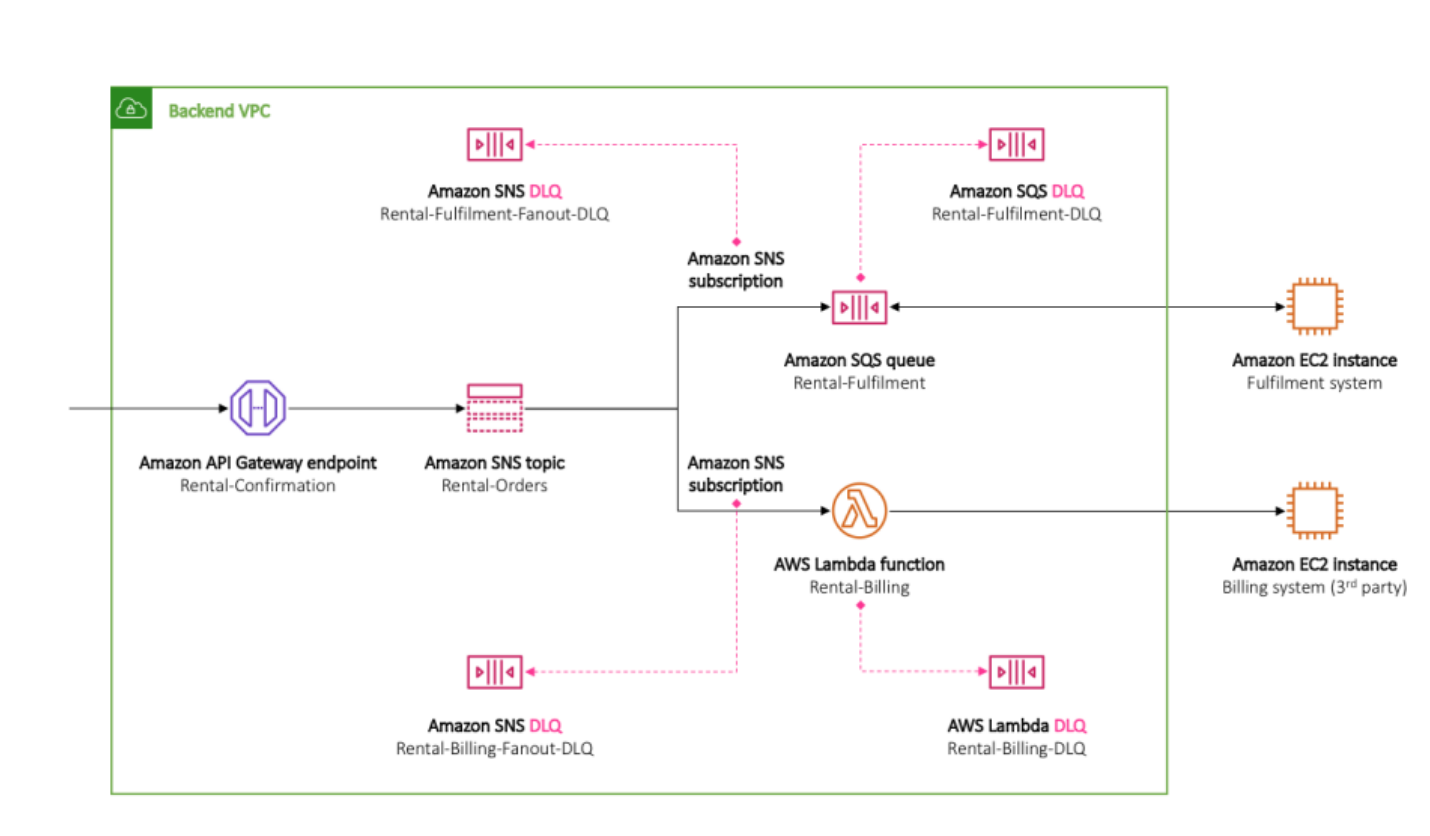 Backend VPC
Amazon SNS DLQ
Rental-Fulfilment-Fanout-DLQ
Amazon SQS DLQ
Rental-Fulfilment-DLQ
Amazon SNS
subscription
Amazon SQS queue
Rental-Fulfilment
Amazon EC2 instance
Fulfilment system
Amazon API Gateway endpoint
Rental-Confirmation
Amazon SNS topic
Rental-Orders
Amazon SNS
subscription
AWS Lambda function
Rental-Billing
Amazon EC2 instance
Billing system (3rd party)
Amazon SNS DLQ
Rental-Billing-Fanout-DLQ
AWS Lambda DLQ
Rental-Billing-DLQ